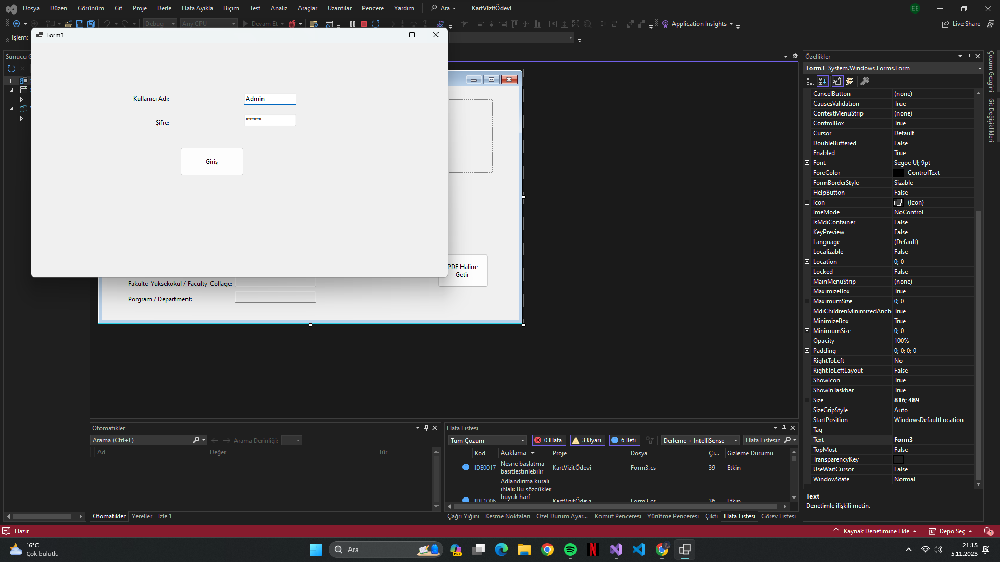 Dosya Düzen Görünüm Git Proje Derle Hata Ayıkla Biçim Test Analiz Araçlar Uzantılar Pencere Yardım Ara KartVizitÖdevi EE
Debug Any CPU Devam Et Application Insights Live Share
İşlem:
Form1
Kullanıcı Adı: Admin
Şifre: ******
Giriş
Sunucu G
PDF Haline
Getir
Fakülte-Yüksekokul / Faculty-Collage:
Porgram / Department:
Özellikler
Form3 System.Windows.Forms.Form
CancelButton (none)
CausesValidation True
ContextMenuStrip (none)
ControlBox True
Cursor Default
DoubleBuffered False
Enabled True
Font Segoe UI; 9pt
ForeColor ControlText
FormBorderStyle Sizable
HelpButton False
Icon (Icon)
ImeMode NoControl
IsMdiContainer False
KeyPreview False
Language (Default)
Localizable False
Location 0; 0
Locked False
MainMenuStrip (none)
MaximizeBox True
MaximumSize 0; 0
MdiChildrenMinimizedAnch True
MinimizeBox True
MinimumSize 0; 0
Opacity 100%
Padding 0; 0; 0; 0
RightToLeft No
RightToLeftLayout False
ShowIcon True
ShowInTaskbar True
Size 816; 489
SizeGripStyle Auto
StartPosition WindowsDefaultLocation
Tag
Text Form3
TopMost False
TransparencyKey
UseWaitCursor False
WindowState Normal
Text
Denetimle ilişkili metin.
Çözüm Gezgini
Git Değişiklikleri
Otomatikler
Arama (Ctrl+E) Arama Derinliği:
Ad Değer Tür
Otomatikler Yereller İzle 1
Hata Listesi
Tüm Çözüm 0 Hata 3 Uyarı 6 İleti Derleme + IntelliSense Hata Listesin
Kod Açıklama Proje Dosya Çi... Gizleme Durumu
IDE0017 Nesne başlatma basitleştirilebilir KartVizitÖdevi Form3.cs 39 Etkin
Adlandırma kuralı
ihlali: Bu sözcükler
büyük harf
IDE1006 KartVizitÖdevi Form3.cs 36 Etkin
Çağrı Yığını Kesme Noktaları Özel Durum Ayar... Komut Penceresi Yürütme Penceresi Çıktı Hata Listesi Görev Listesi
Hazır Kaynak Denetimine Ekle Depo Seç 1
16°C
Çok bulutlu
Ara
PRE
21:15
5.11.2023